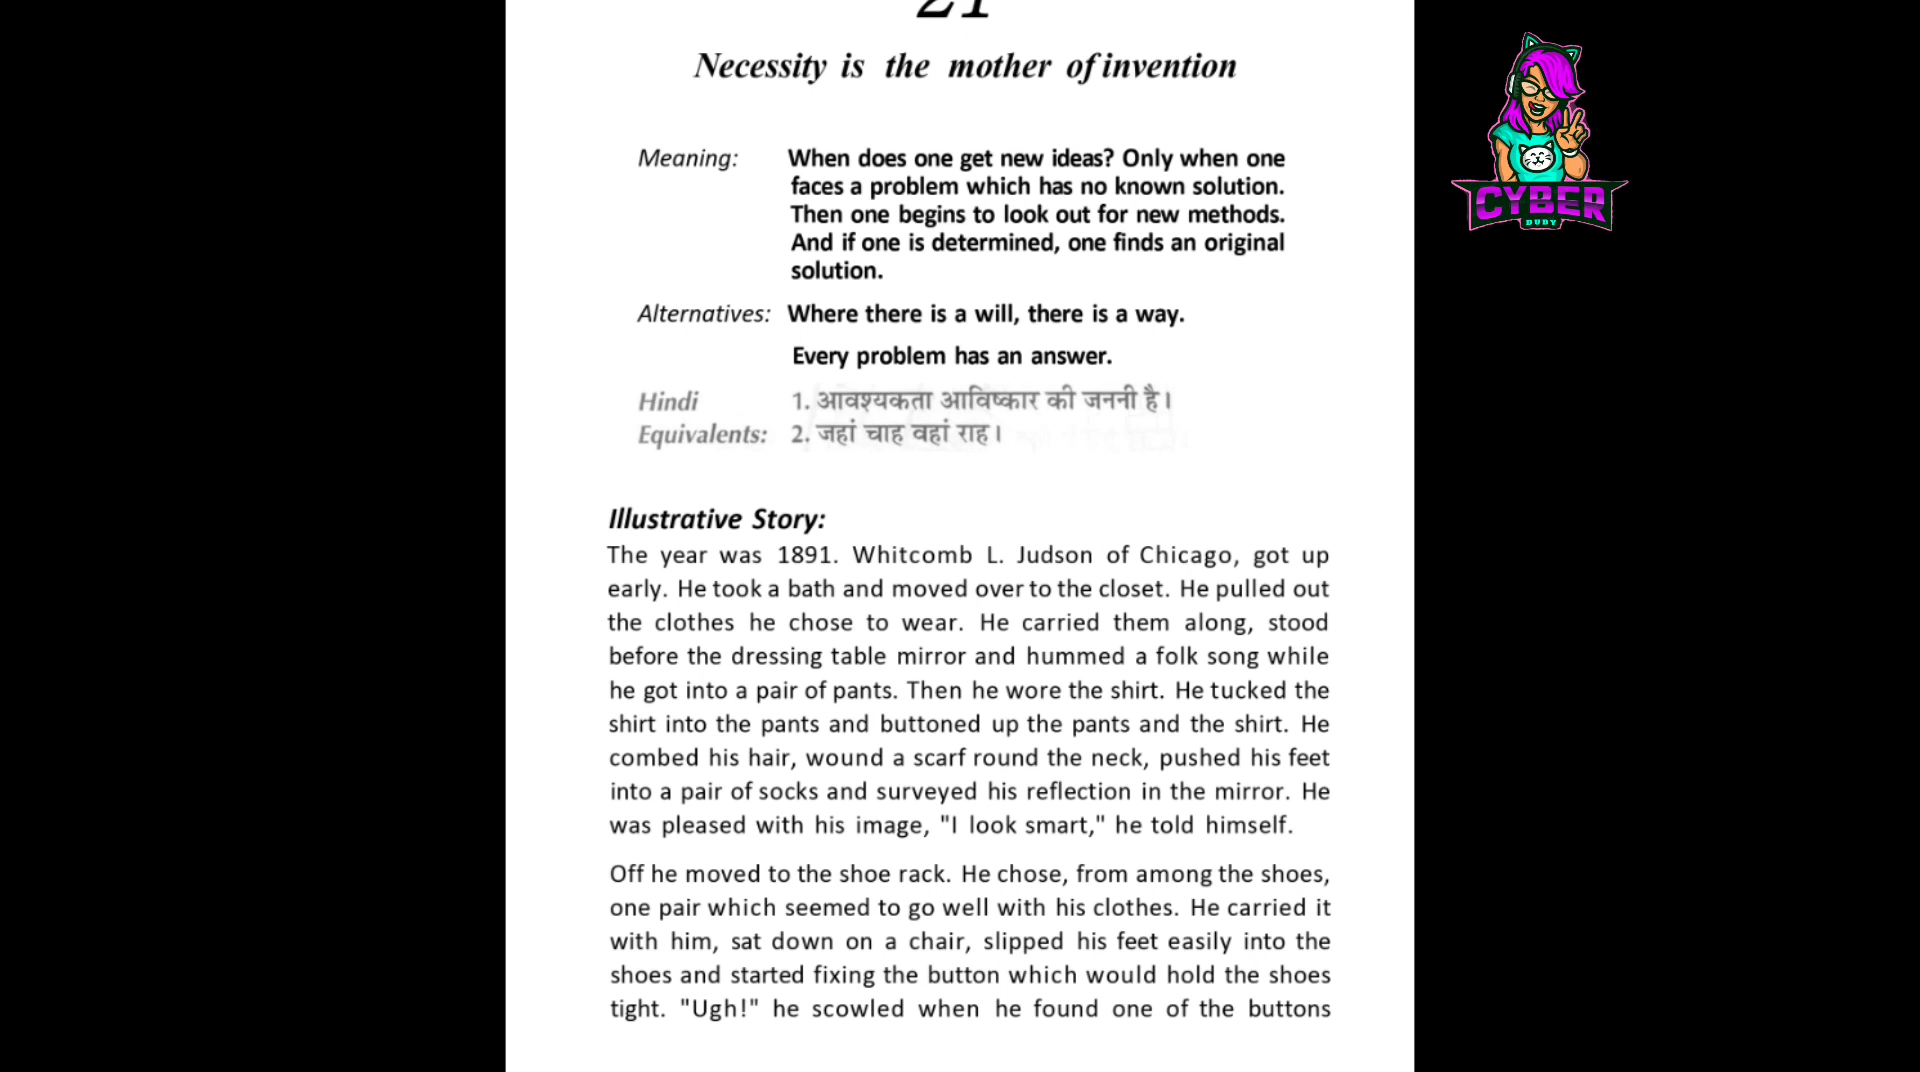 21
Necessity is the mother of invention
Meaning: When does one get new ideas? Only when one
faces a problem which has no known solution.
Then one begins to look out for new methods.
And if one is determined, one finds an original
solution.
Alternatives: Where there is a will, there is a way.
Every problem has an answer.
Hindi 1. आवश्यकता आविष्कार की जननी है।
Equivalents: 2. जहां चाह वहां राह।
Illustrative Story:
The year was 1891. Whitcomb L. Judson of Chicago, got up
early. He took a bath and moved over to the closet. He pulled out
the clothes he chose to wear. He carried them along, stood
before the dressing table mirror and hummed a folk song while
he got into a pair of pants. Then he wore the shirt. He tucked the
shirt into the pants and buttoned up the pants and the shirt. He
combed his hair, wound a scarf round the neck, pushed his feet
into a pair of socks and surveyed his reflection in the mirror. He
was pleased with his image, "I look smart," he told himself.
Off he moved to the shoe rack. He chose, from among the shoes,
one pair which seemed to go well with his clothes. He carried it
with him, sat down on a chair, slipped his feet easily into the
shoes and started fixing the button which would hold the shoes
tight. "Ugh!" he scowled when he found one of the buttons
CYBER
DUDY